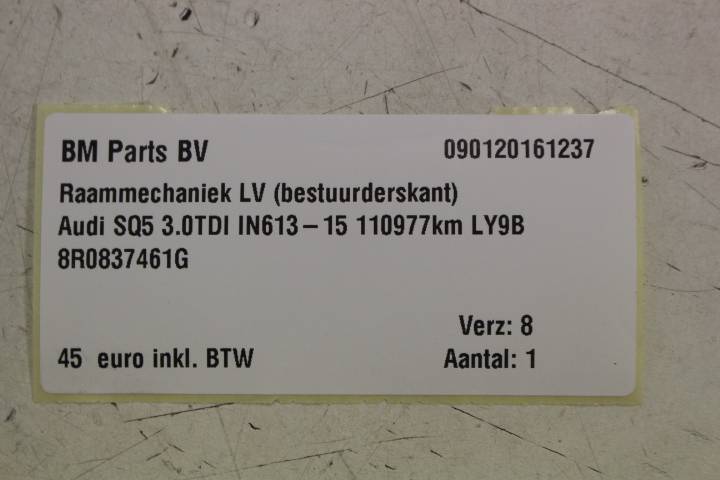 BM Parts BV 090120161237
Raammechaniek LV (bestuurderskant)
Audi SQ5 3.0TDI IN613-15 110977km LY9B
8R0837461G
Verz: 8
45 euro inkl. BTW Aantal: 1